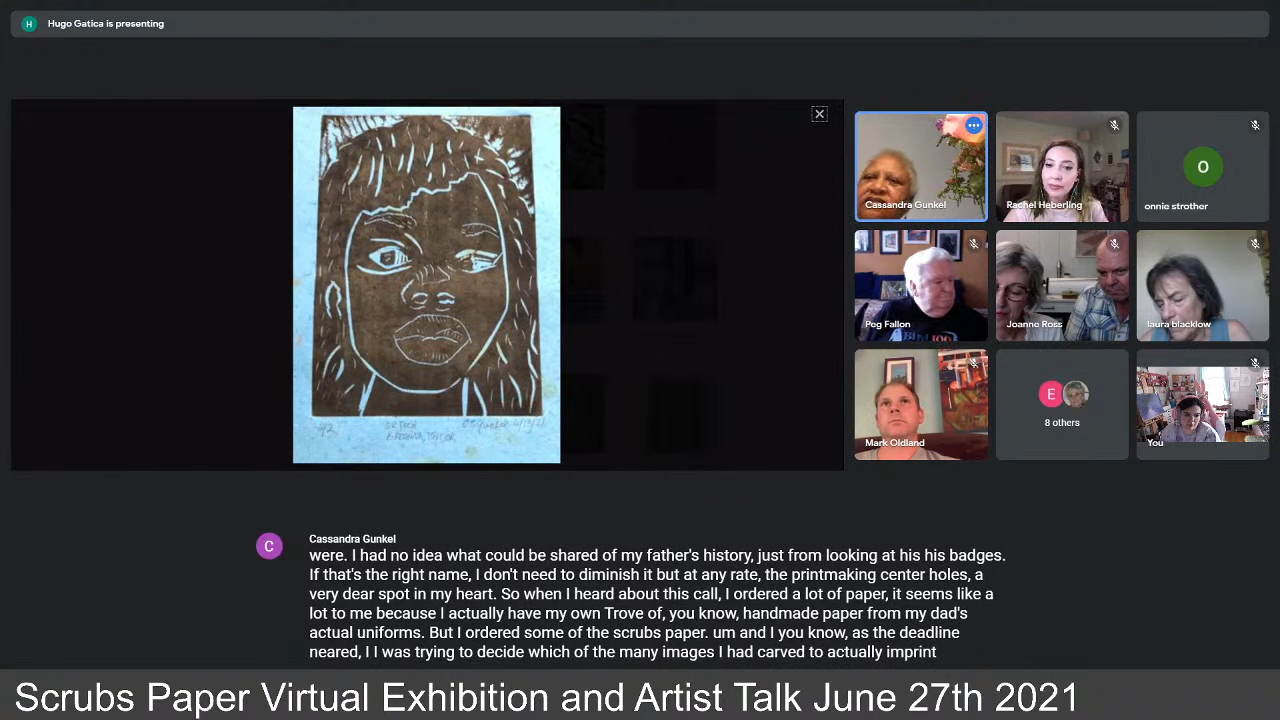 H
Hugo Gatica is presenting
Cassandra Gunkel
Rachel Heberling
O
onnie strother
Peg Fallon
Joanne Ross
laura blacklow
Mark Oldland
E
8 others
You
C
Cassandra Gunkel
were. I had no idea what could be shared of my father's history, just from looking at his his badges.
If that's the right name, I don't need to diminish it but at any rate, the printmaking center holes, a
very dear spot in my heart. So when I heard about this call, I ordered a lot of paper, it seems like a
lot to me because I actually have my own Trove of, you know, handmade paper from my dad's
actual uniforms. But I ordered some of the scrubs paper. um and I you know, as the deadline
neared, I I was trying to decide which of the many images I had carved to actually imprint
Scrubs Paper Virtual Exhibition and Artist Talk June 27th 2021